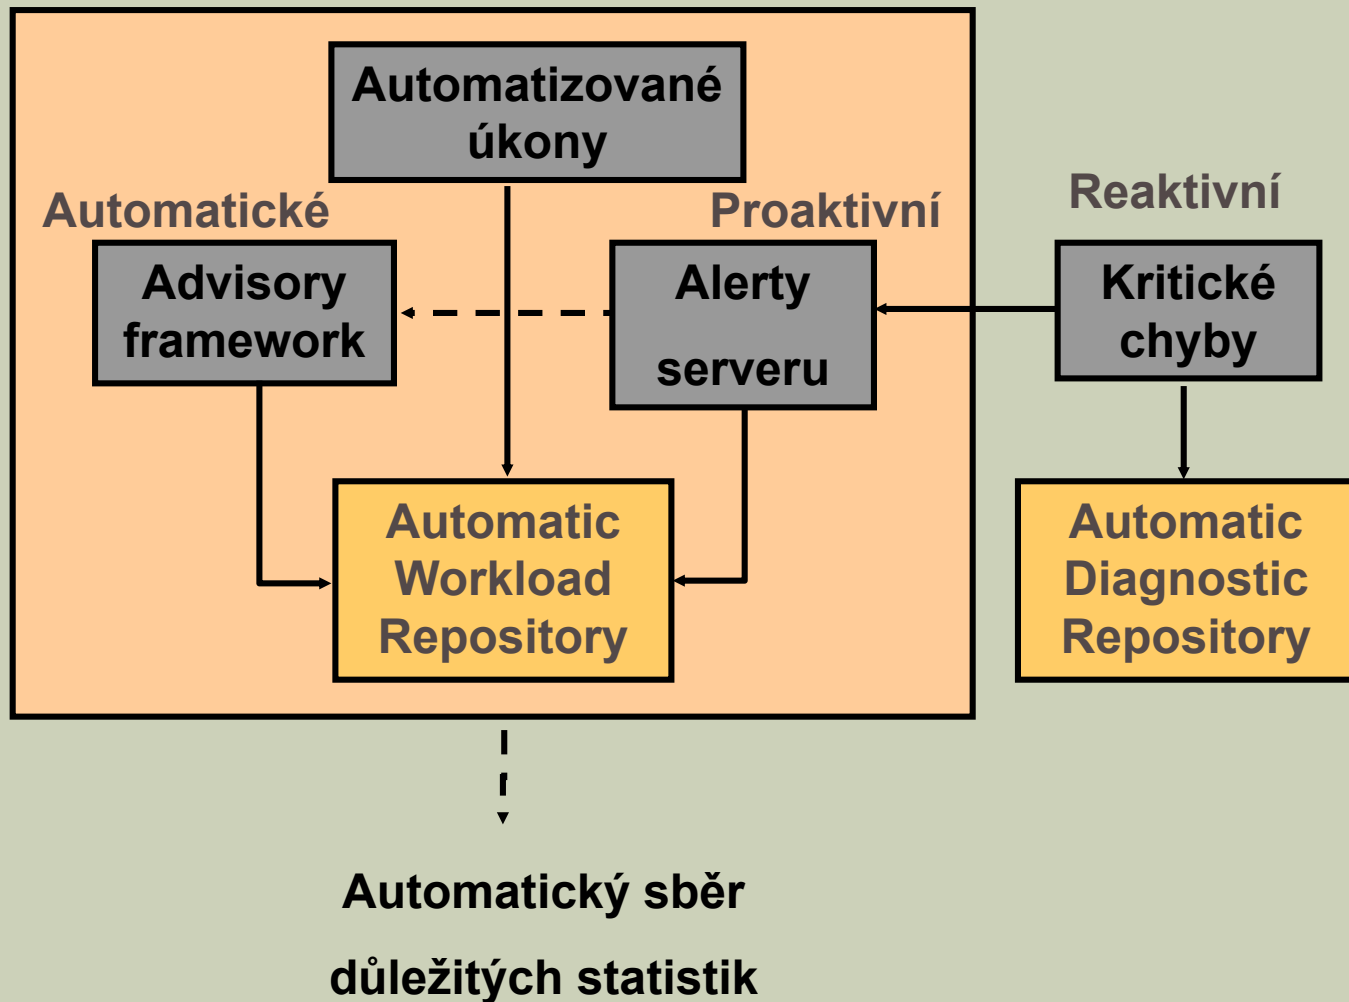 Automatizované
úkony
Automatické
Proaktivní
Reaktivní
Advisory
framework
Alerty
serveru
Kritické
chyby
Automatic
Workload
Repository
Automatic
Diagnostic
Repository
Automatický sběr
důležitých statistik